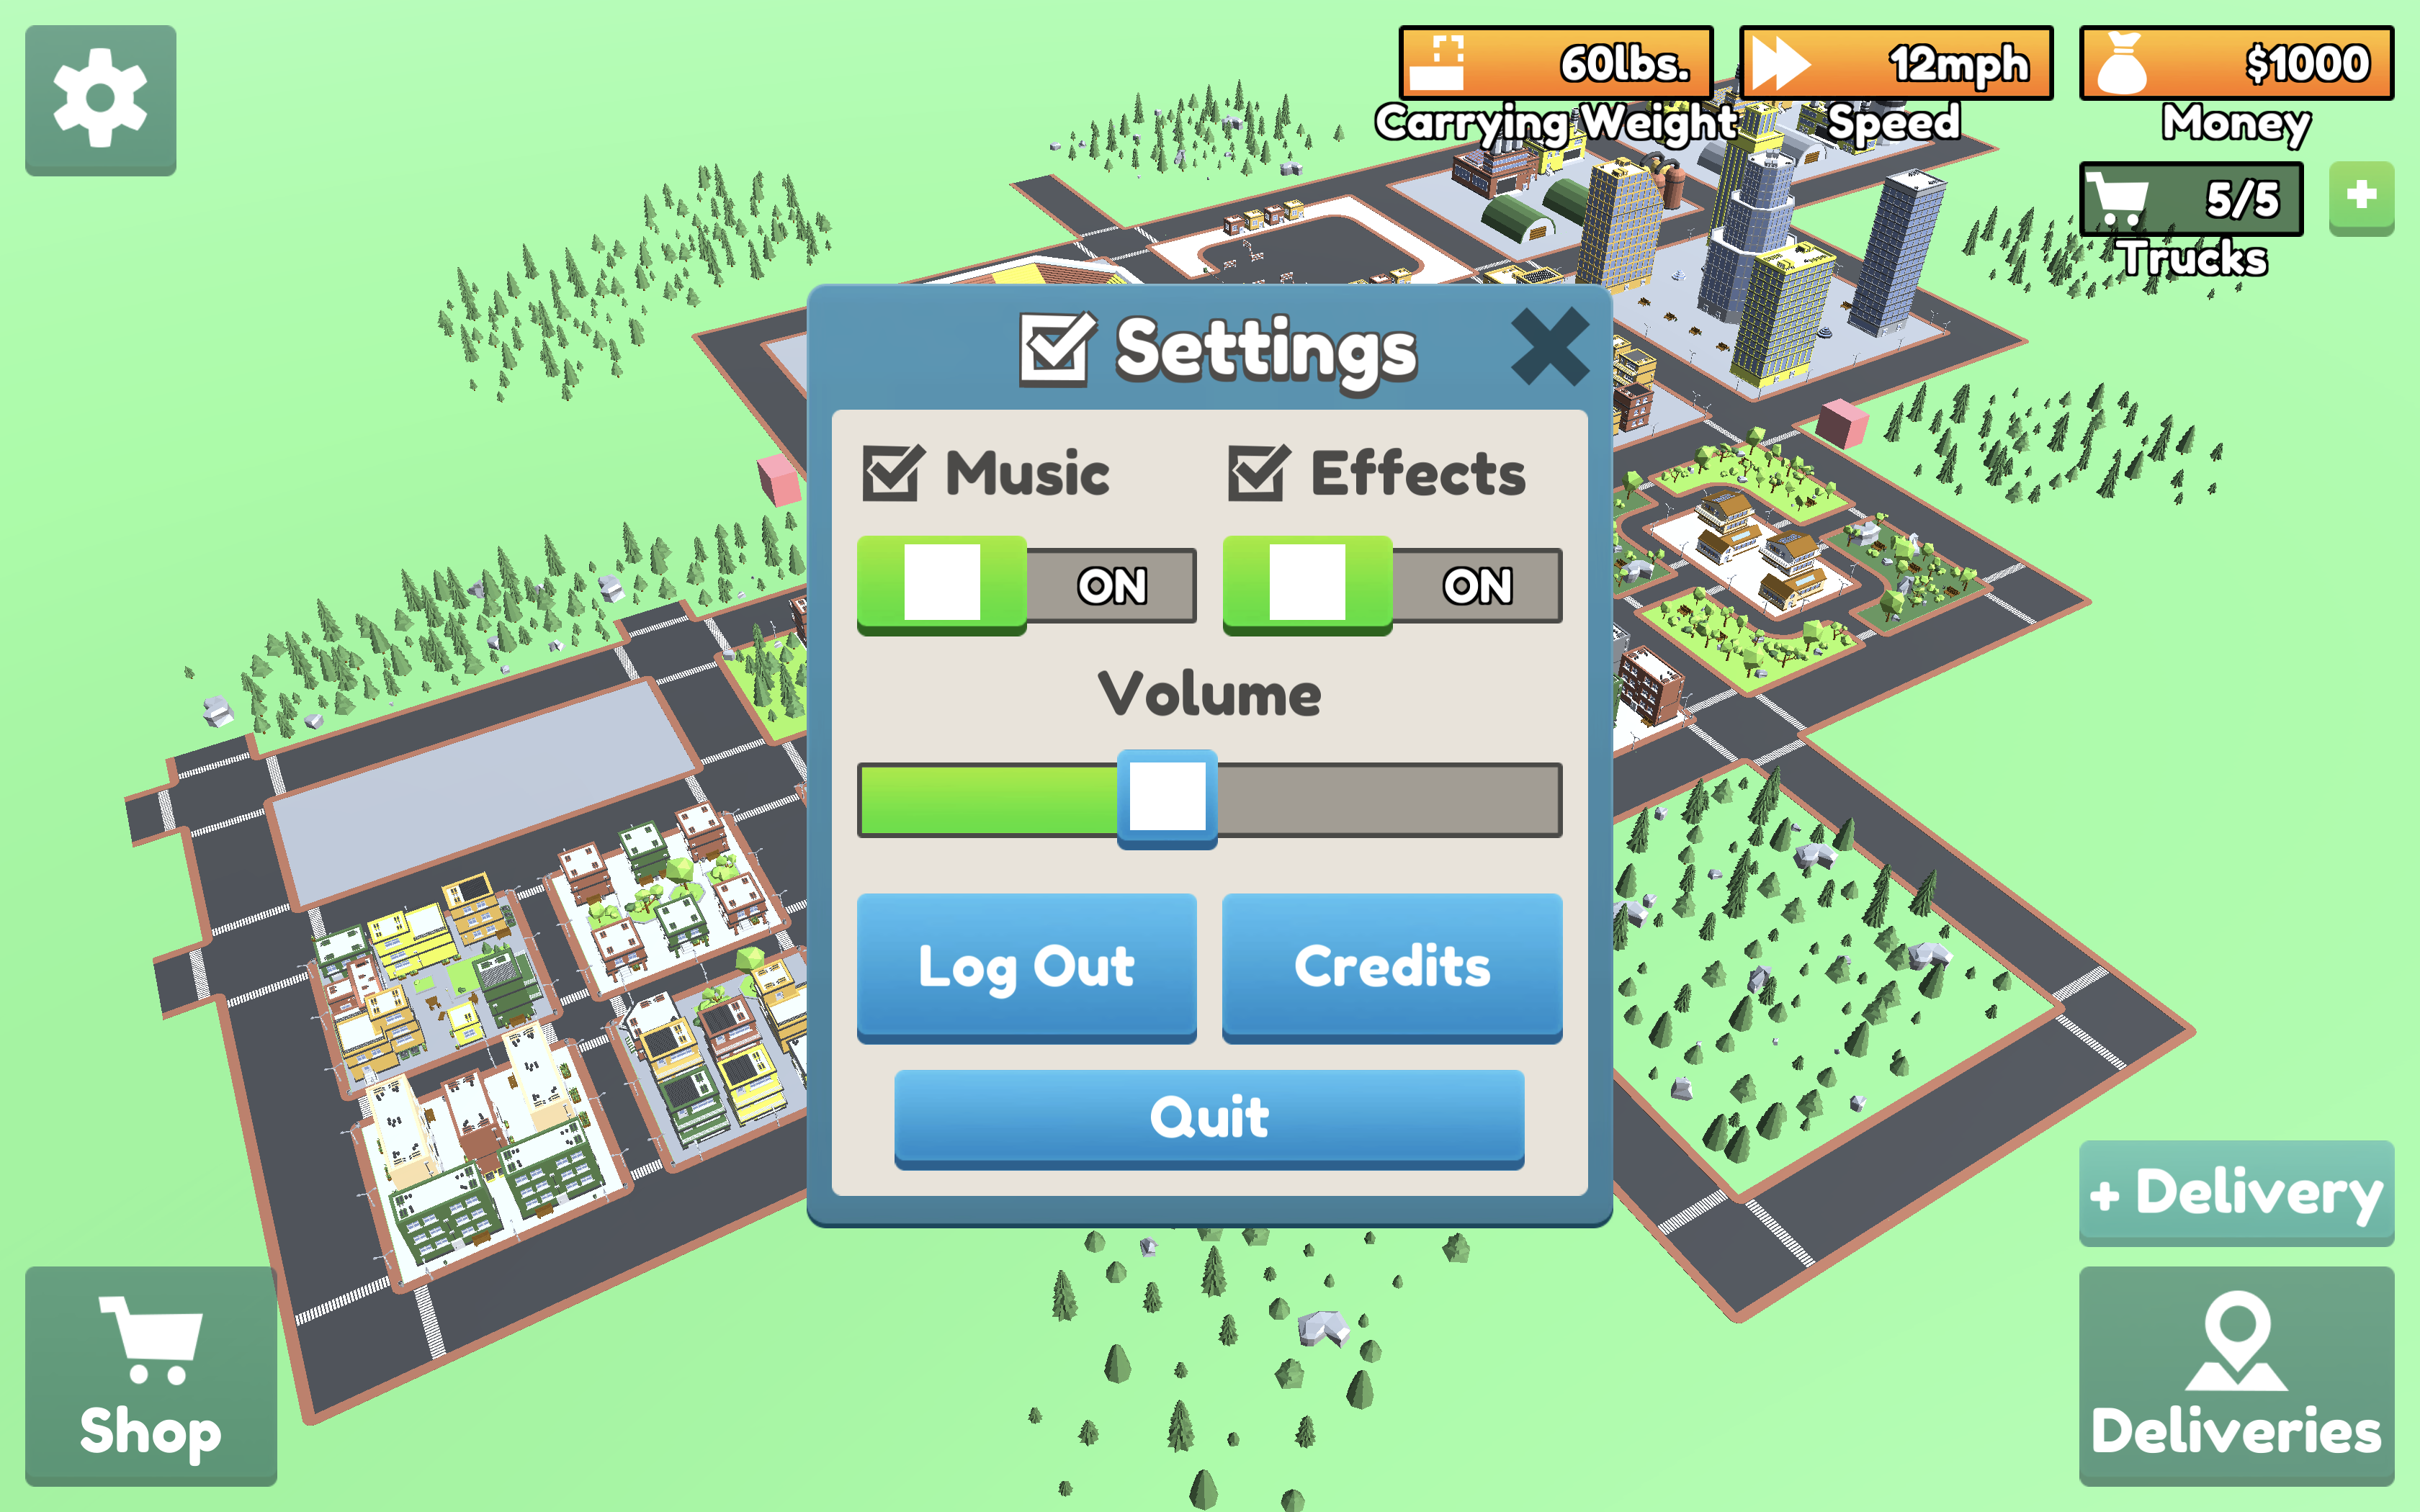 60lbs.
12mph
$1000
Carrying Weight
Speed
Money
5/5
+
Trucks
Settings
Music
Effects
ON
ON
Volume
Log Out
Credits
Quit
+ Delivery
Shop
Deliveries